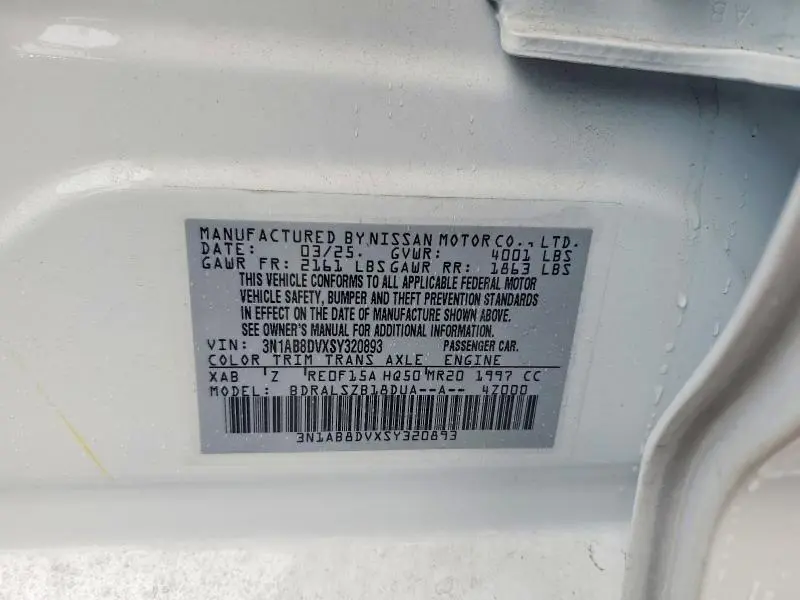 MANUFACTURED BY NISSAN MOTOR CO., LTD.
DATE: 03/25. GVWR: 4001 LBS
GAWR FR: 2161 LBS GAWR RR: 1863 LBS
THIS VEHICLE CONFORMS TO ALL APPLICABLE FEDERAL MOTOR
VEHICLE SAFETY, BUMPER AND THEFT PREVENTION STANDARDS
IN EFFECT ON THE DATE OF MANUFACTURE SHOWN ABOVE.
SEE OWNER'S MANUAL FOR ADDITIONAL INFORMATION.
VIN: 3N1AB8DVXSY320893 PASSENGER CAR.
COLOR TRIM TRANS AXLE ENGINE
XAB Z RE0F15A HQ50 MR20 1997 CC
MODEL: BDRALSZB18DUA--A-- 47000
3N1AB8DVXSY320893
AB